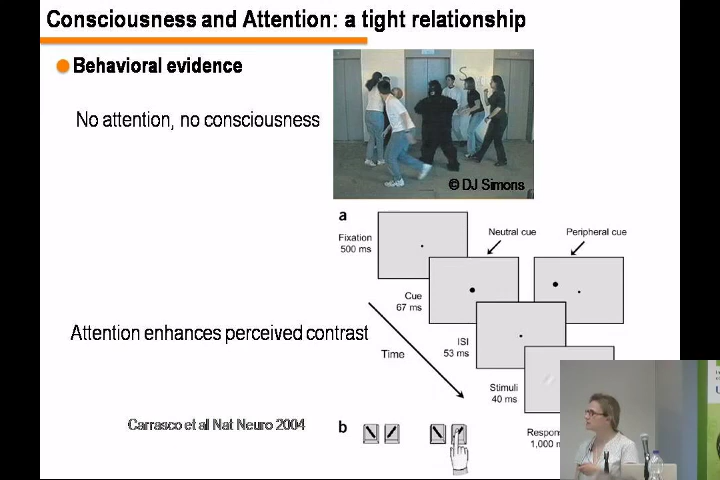 Consciousness and Attention: a tight relationship
Behavioral evidence
No attention, no consciousness
© DJ Simons
a
Fixation
500 ms
Neutral cue
Peripheral cue
Cue
67 ms
Attention enhances perceived contrast
ISI
53 ms
Time
Stimuli
40 ms
Carrasco et al Nat Neuro 2004
b
1,000